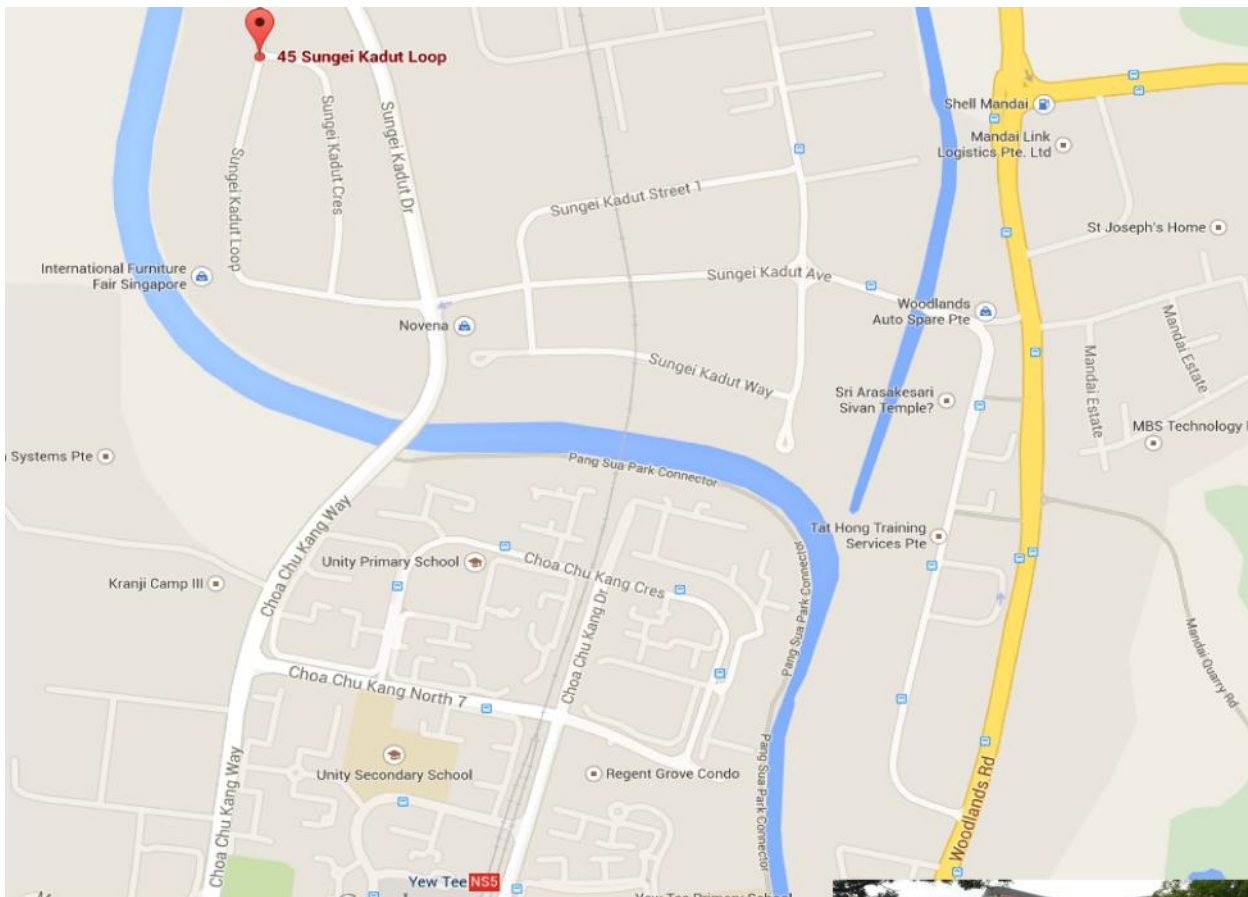 45 Sungei Kadut Loop
Sungei Kadut Cres
Sungei Kadut Dr
Sungei Kadut Loop
Shell Mandai
Mandai Link
Logistics Pte. Ltd
Sungei Kadut Street 1
St Joseph's Home
International Furniture
Fair Singapore
Sungei Kadut Ave
Novena
Woodlands
Auto Spare Pte
Mandai Estate
Mandai Estate
Sungei Kadut Way
Sri Arasakesari
Sivan Temple?
MBS Technology
Systems Pte
Pang Sua Park Connector
Tat Hong Training
Services Pte
Choa Chu Kang Way
Unity Primary School
Choa Chu Kang Cres
Kranji Camp III
Choa Chu Kang Dr
Pang Sua Park Connector
Mandai Quarry Rd
Choa Chu Kang North 7
Unity Secondary School
Regent Grove Condo
Choa Chu Kang Way
Pang Sua Park Connector
Woodlands Rd
Yew Tee NS5
Yew Tee Primary School